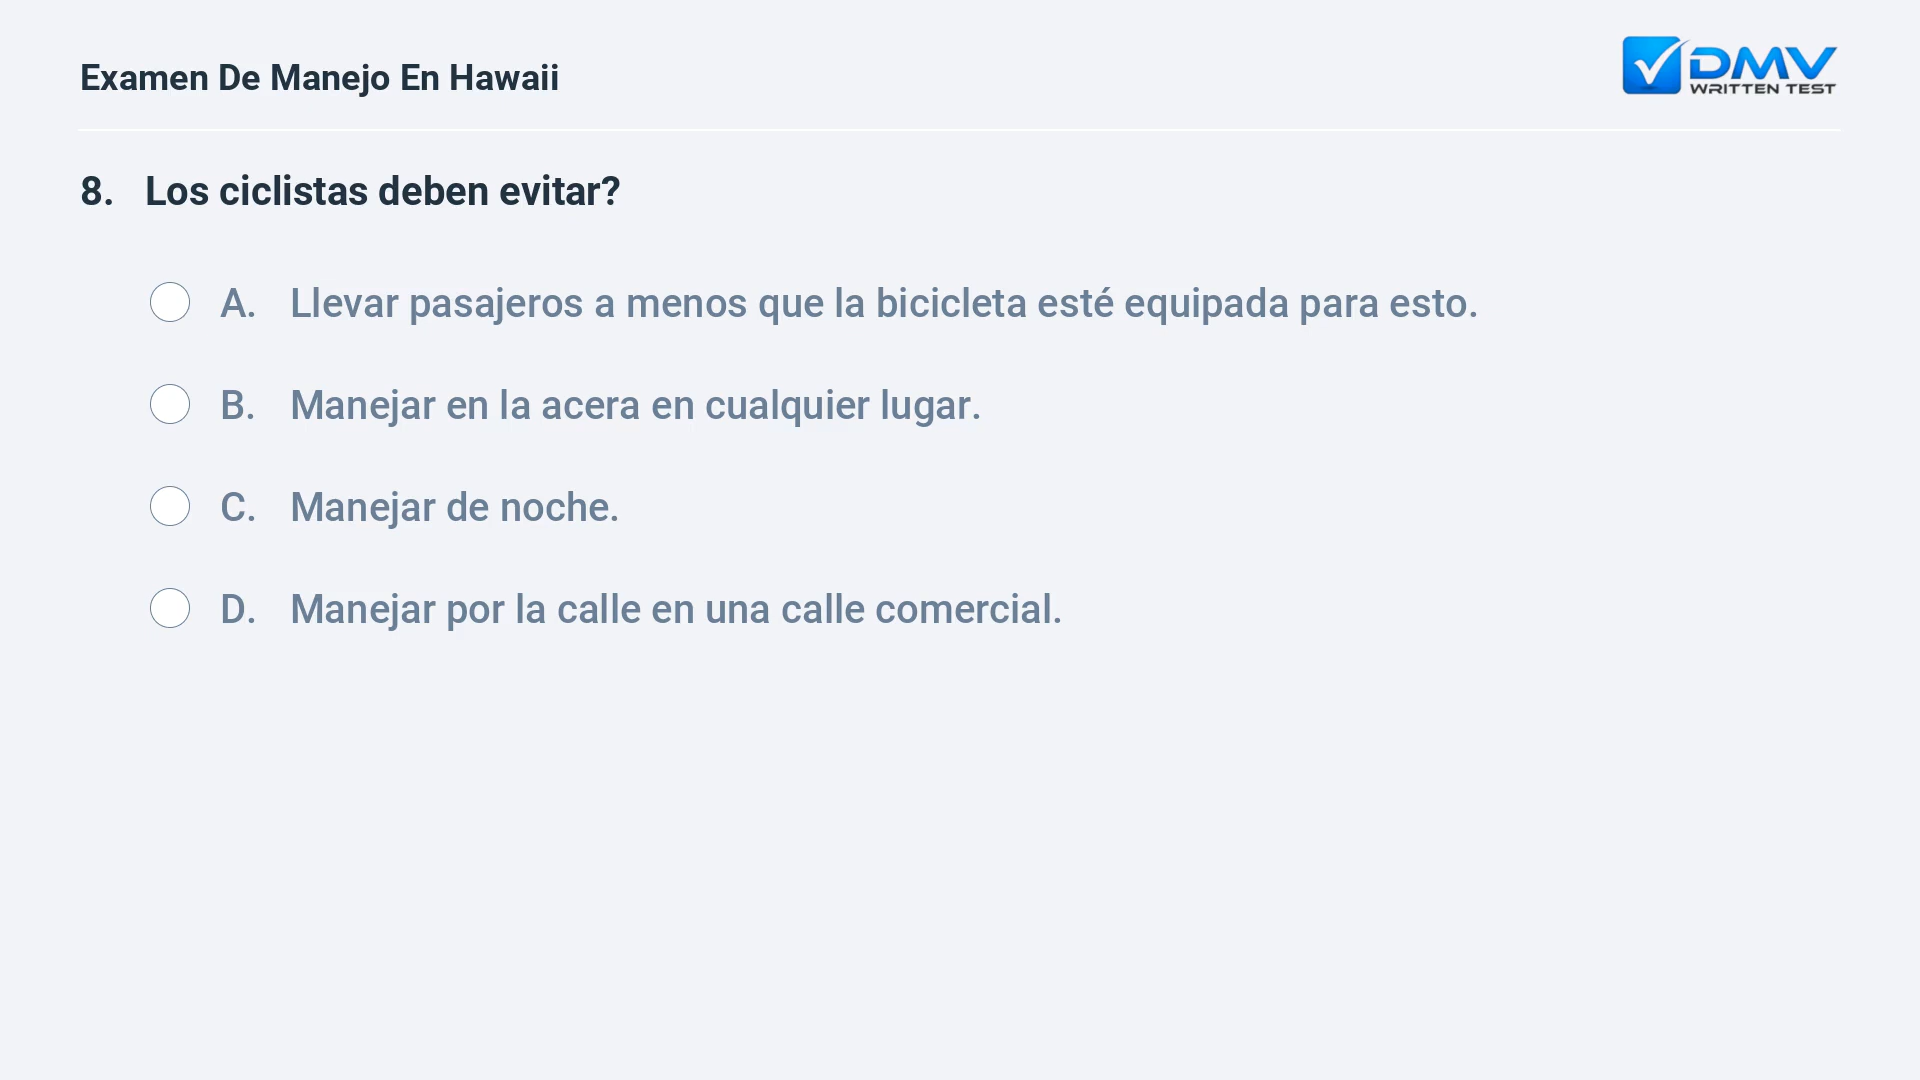 Examen De Manejo En Hawaii
DMV
WRITTEN TEST
8. Los ciclistas deben evitar?
A. Llevar pasajeros a menos que la bicicleta esté equipada para esto.
B. Manejar en la acera en cualquier lugar.
C. Manejar de noche.
D. Manejar por la calle en una calle comercial.